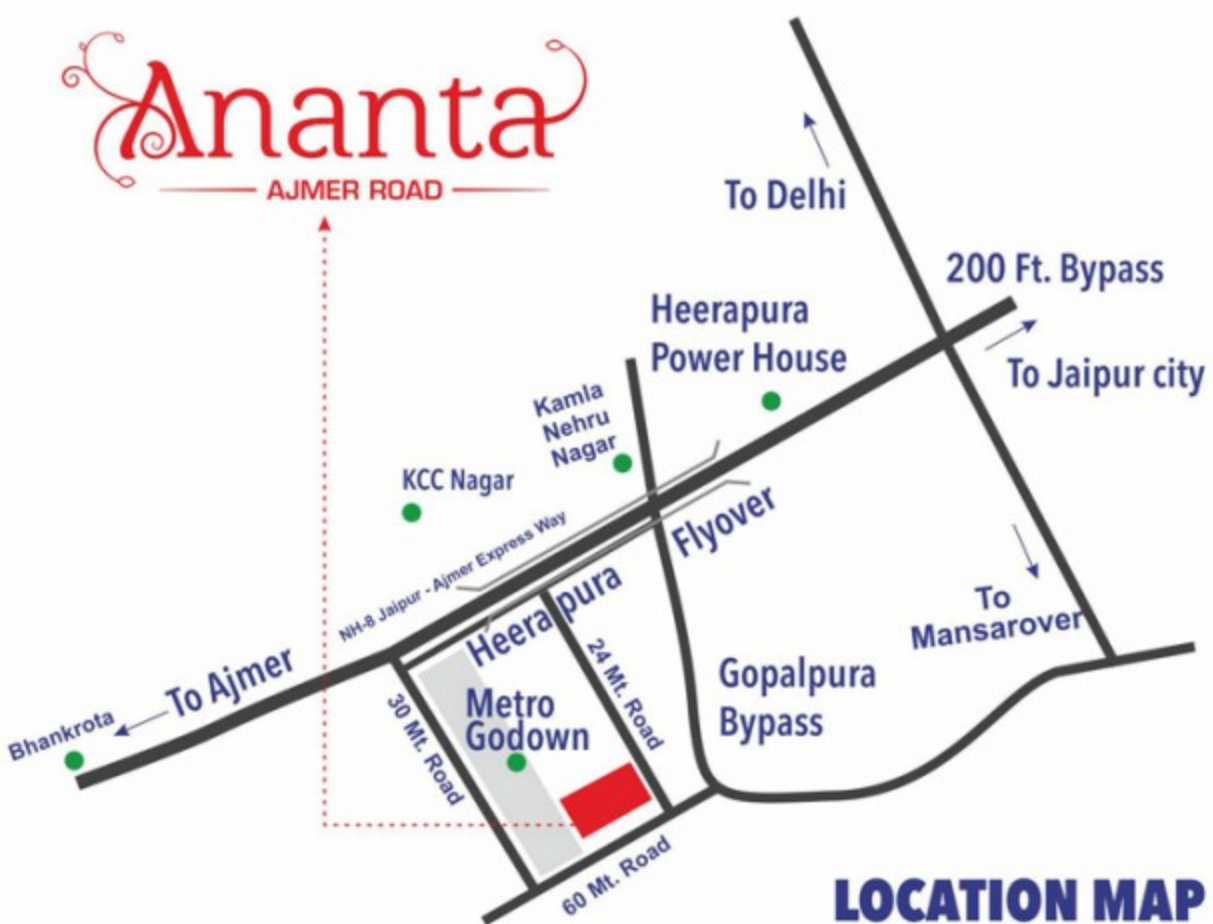 Ananta
AJMER ROAD
To Delhi
200 Ft. Bypass
To Jaipur city
Heerapura
Power House
Kamla
Nehru
Nagar
KCC Nagar
NH-8 Jaipur - Ajmer Express Way
Flyover
Heerapura
To Ajmer
Bhankrota
To
Mansarover
24 Mt. Road
30 Mt. Road
Metro
Godown
Gopalpura
Bypass
60 Mt. Road
LOCATION MAP